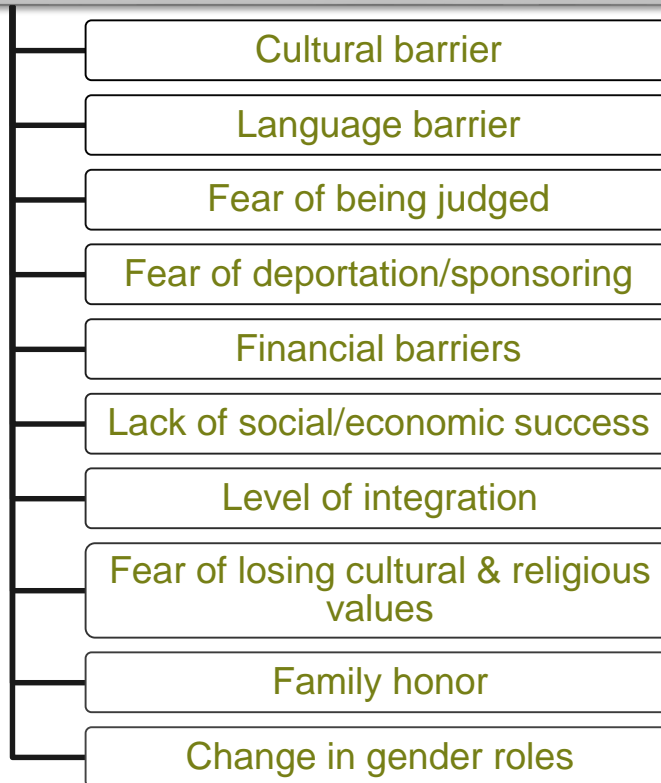 Cultural barrier
Language barrier
Fear of being judged
Fear of deportation/sponsoring
Financial barriers
Lack of social/economic success
Level of integration
Fear of losing cultural & religious
values
Family honor
Change in gender roles